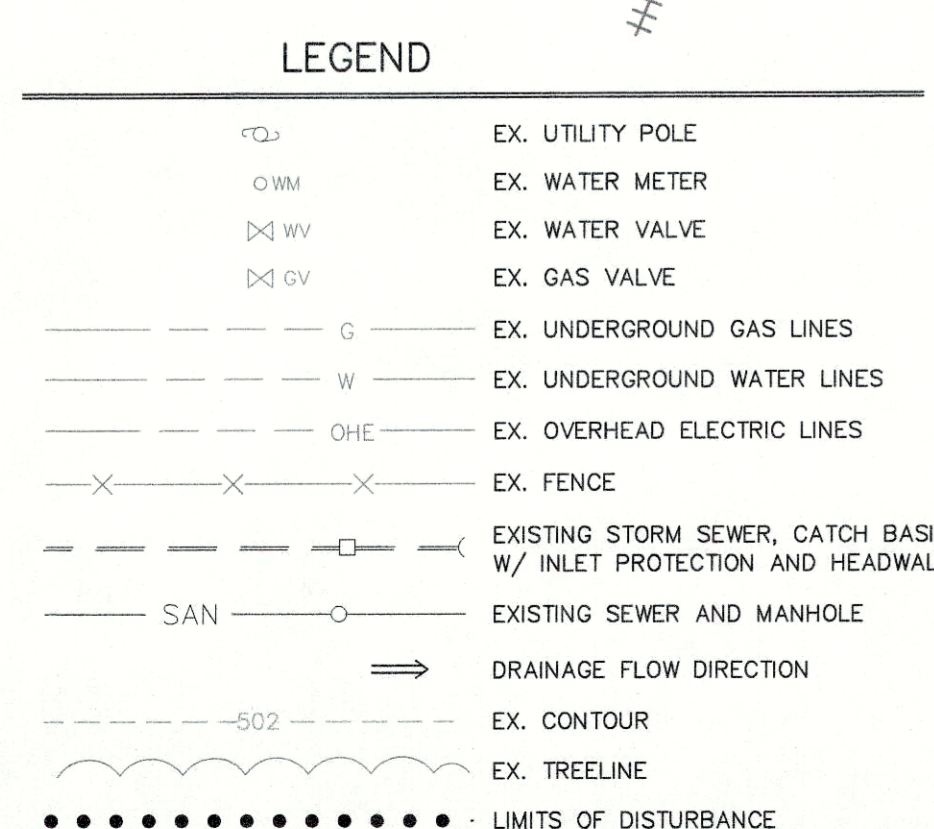 LEGEND
EX. UTILITY POLE
WM EX. WATER METER
WV EX. WATER VALVE
GV EX. GAS VALVE
G EX. UNDERGROUND GAS LINES
W EX. UNDERGROUND WATER LINES
OHE EX. OVERHEAD ELECTRIC LINES
EX. FENCE
EXISTING STORM SEWER, CATCH BASI
W/ INLET PROTECTION AND HEADWAL
SAN EXISTING SEWER AND MANHOLE
DRAINAGE FLOW DIRECTION
502 EX. CONTOUR
EX. TREELINE
LIMITS OF DISTURBANCE